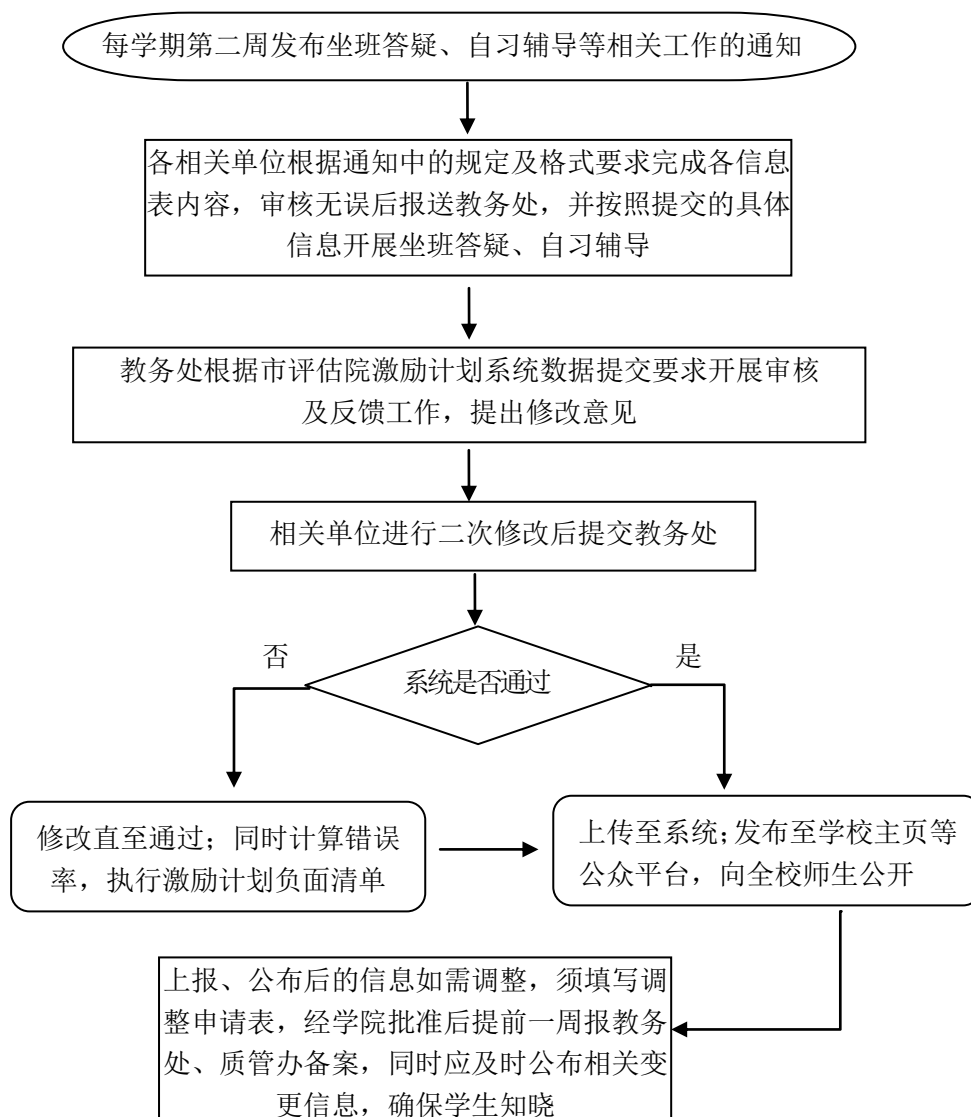 每学期第二周发布坐班答疑、自习辅导等相关工作的通知
各相关单位根据通知中的规定及格式要求完成各信息
表内容，审核无误后报送教务处，并按照提交的具体
信息开展坐班答疑、自习辅导
教务处根据市评估院激励计划系统数据提交要求开展审核
及反馈工作，提出修改意见
相关单位进行二次修改后提交教务处
否
是
系统是否通过
修改直至通过；同时计算错误
率，执行激励计划负面清单
上传至系统；发布至学校主页等
公众平台，向全校师生公开
上报、公布后的信息如需调整，须填写调
整申请表，经学院批准后提前一周报教务
处、质管办备案，同时应及时公布相关变
更信息，确保学生知晓